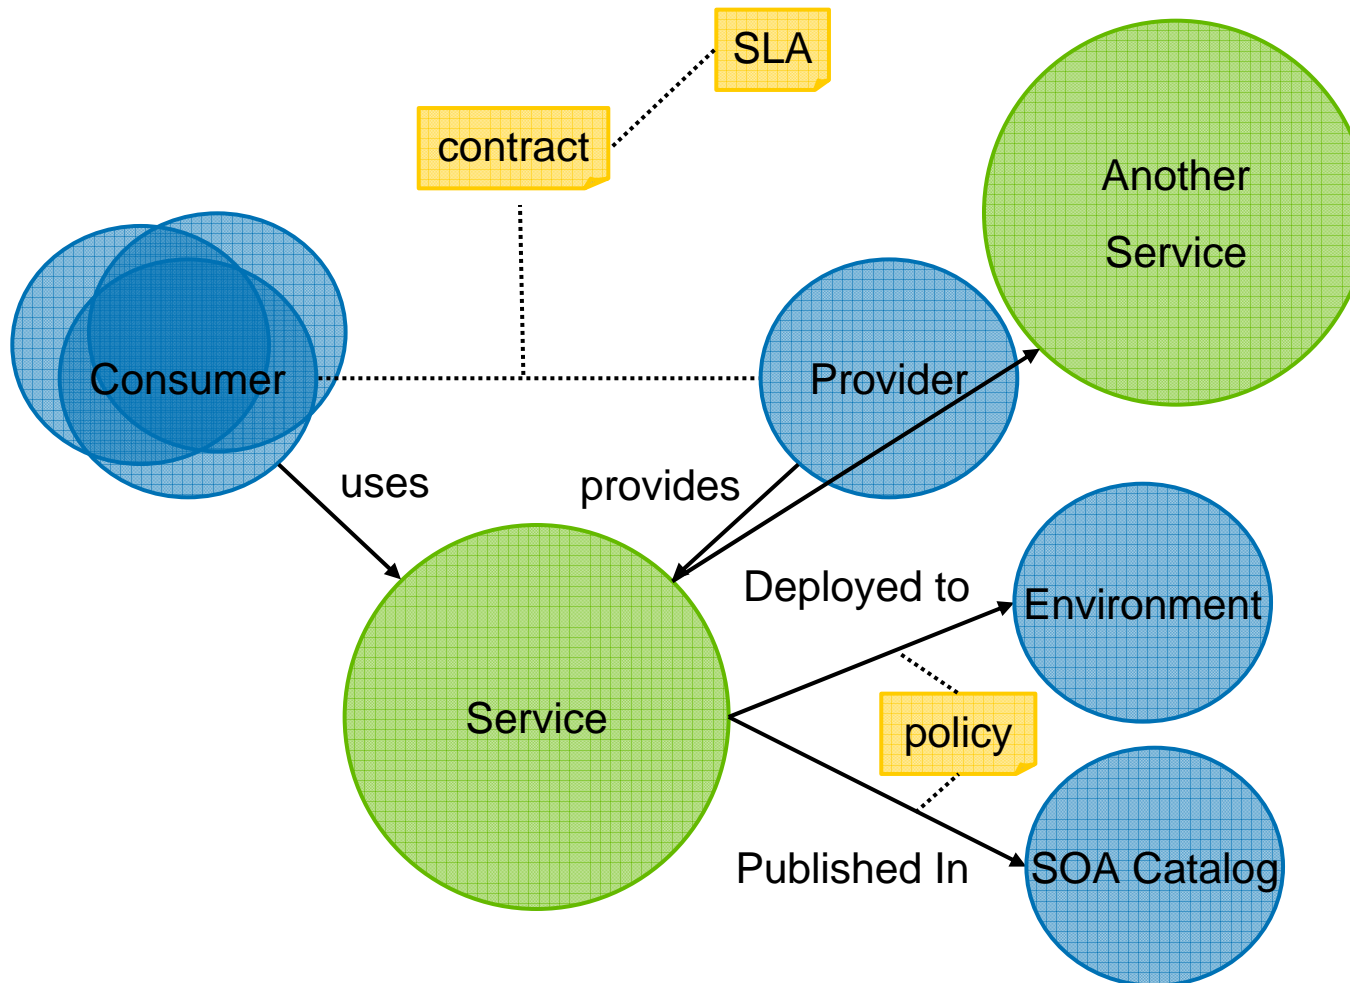 SLA
contract
Another
Service
Consumer
Provider
uses
provides
Deployed to
Environment
Service
policy
Published In
SOA Catalog